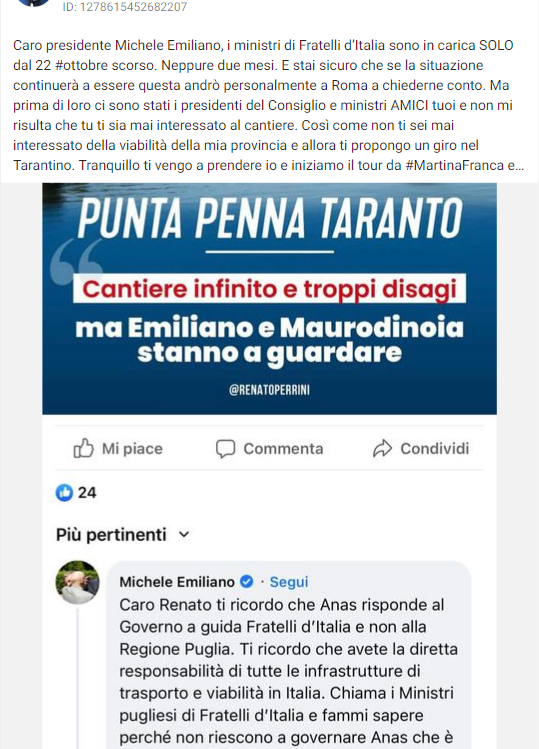 ID: 1278615452682207
Caro presidente Michele Emiliano, i ministri di Fratelli d'Italia sono in carica SOLO
dal 22 #ottobre scorso. Neppure due mesi. E stai sicuro che se la situazione
continuerà a essere questa andrò personalmente a Roma a chiederne conto. Ma
prima di loro ci sono stati i presidenti del Consiglio e ministri AMICI tuoi e non mi
risulta che tu ti sia mai interessato al cantiere. Così come non ti sei mai
interessato della viabilità della mia provincia e allora ti propongo un giro nel
Tarantino. Tranquillo ti vengo a prendere io e iniziamo il tour da #MartinaFranca e...
PUNTA PENNA TARANTO
“
Cantiere infinito e troppi disagi
ma Emiliano e Maurodinoia
stanno a guardare
@RENATOPERRINI
Mi piace Commenta Condividi
24
Più pertinenti
Michele Emiliano · Segui
Caro Renato ti ricordo che Anas risponde al
Governo a guida Fratelli d'Italia e non alla
Regione Puglia. Ti ricordo che avete la diretta
responsabilità di tutte le infrastrutture di
trasporto e viabilità in Italia. Chiama i Ministri
pugliesi di Fratelli d'Italia e fammi sapere
perché non riescono a governare Anas che è